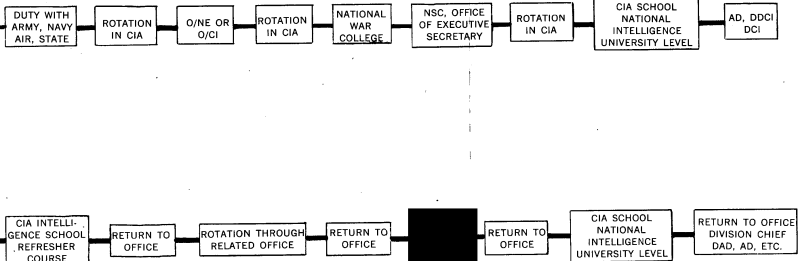 DUTY WITH
ARMY, NAVY
AIR, STATE
ROTATION
IN CIA
O/NE OR
O/CI
ROTATION
IN CIA
NATIONAL
WAR
COLLEGE
NSC, OFFICE
OF EXECUTIVE
SECRETARY
ROTATION
IN CIA
CIA SCHOOL
NATIONAL
INTELLIGENCE
UNIVERSITY LEVEL
AD, DDCI
DCI
CIA INTELLI-
GENCE SCHOOL
REFRESHER
COURSE
RETURN TO
OFFICE
ROTATION THROUGH
RELATED OFFICE
RETURN TO
OFFICE
RETURN TO
OFFICE
CIA SCHOOL
NATIONAL
INTELLIGENCE
UNIVERSITY LEVEL
RETURN TO OFFICE
DIVISION CHIEF
DAD, AD, ETC.